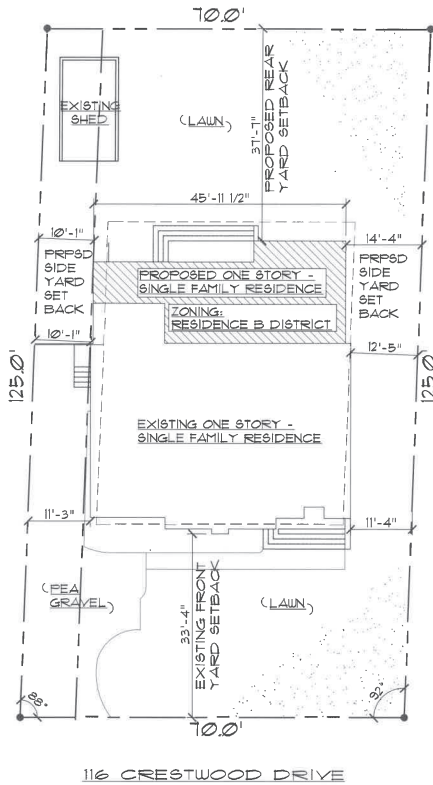 70.0'
EXISTING
SHED
(LAWN)
37'-7"
PROPOSED REAR
YARD SETBACK
45'-11 1/2"
10'-1"
14'-4"
PRPSD
SIDE
YARD
SET
BACK
PRPSD
SIDE
YARD
SET
BACK
PROPOSED ONE STORY -
SINGLE FAMILY RESIDENCE
ZONING:
RESIDENCE B DISTRICT
10'-1"
12'-5"
125.0'
125.0'
EXISTING ONE STORY -
SINGLE FAMILY RESIDENCE
11'-3"
11'-4"
33'-4"
EXISTING FRONT
YARD SETBACK
(PEA
GRAVEL)
(LAWN)
88°
92°
70.0'
116 CRESTWOOD DRIVE